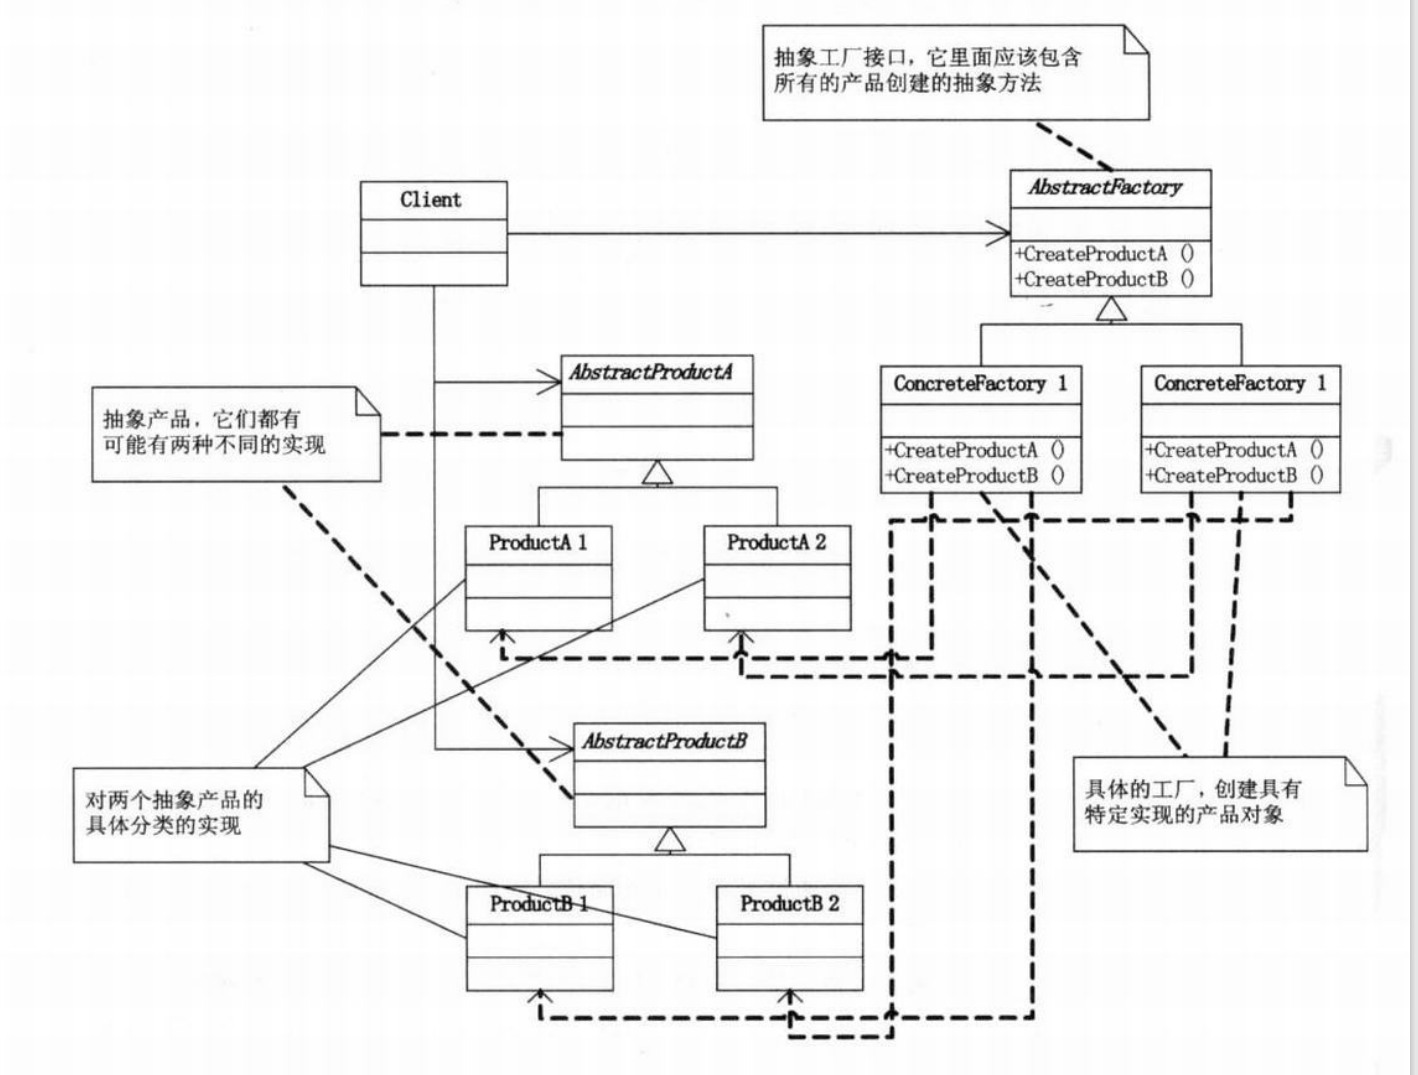 抽象工厂接口，它里面应该包含
所有的产品创建的抽象方法
Client
AbstractFactory
+CreateProductA ()
+CreateProductB ()
AbstractProductA
ConcreteFactory 1
+CreateProductA ()
+CreateProductB ()
ConcreteFactory 1
+CreateProductA ()
+CreateProductB ()
抽象产品，它们都有
可能有两种不同的实现
ProductA 1
ProductA 2
AbstractProductB
对两个抽象产品的
具体分类的实现
具体的工厂，创建具有
特定实现的产品对象
ProductB 1
ProductB 2